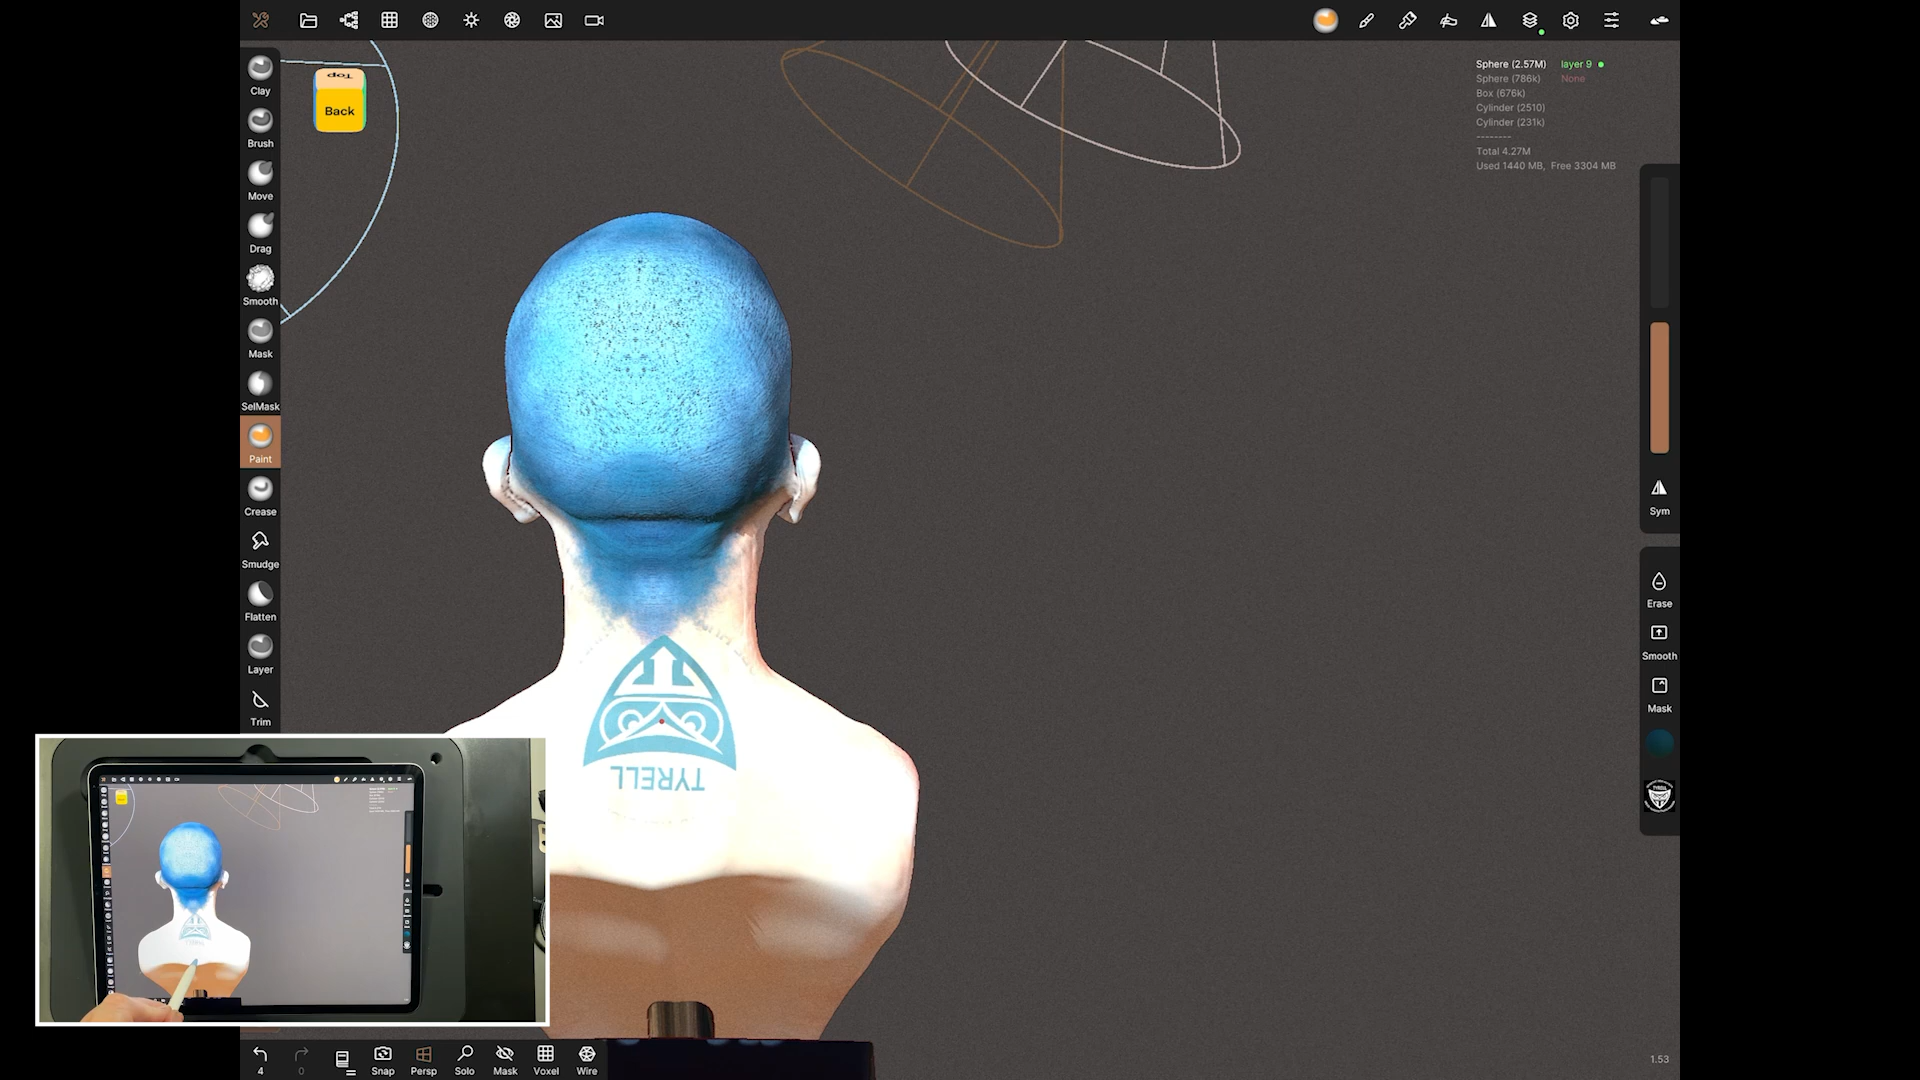 Top
Back
Sphere (2.57M) layer 9
Sphere (786k) None
Box (676k)
Cylinder (2510)
Cylinder (231k)
--------
Total 4.27M
Used 1440 MB, Free 3304 MB
Clay
Brush
Move
Drag
Smooth
Mask
SelMask
Paint
Crease
Smudge
Flatten
Layer
Trim
Sym
Erase
Smooth
Mask
TYRELL
TYRELL
4
0
Snap
Persp
Solo
Mask
Voxel
Wire
1.53